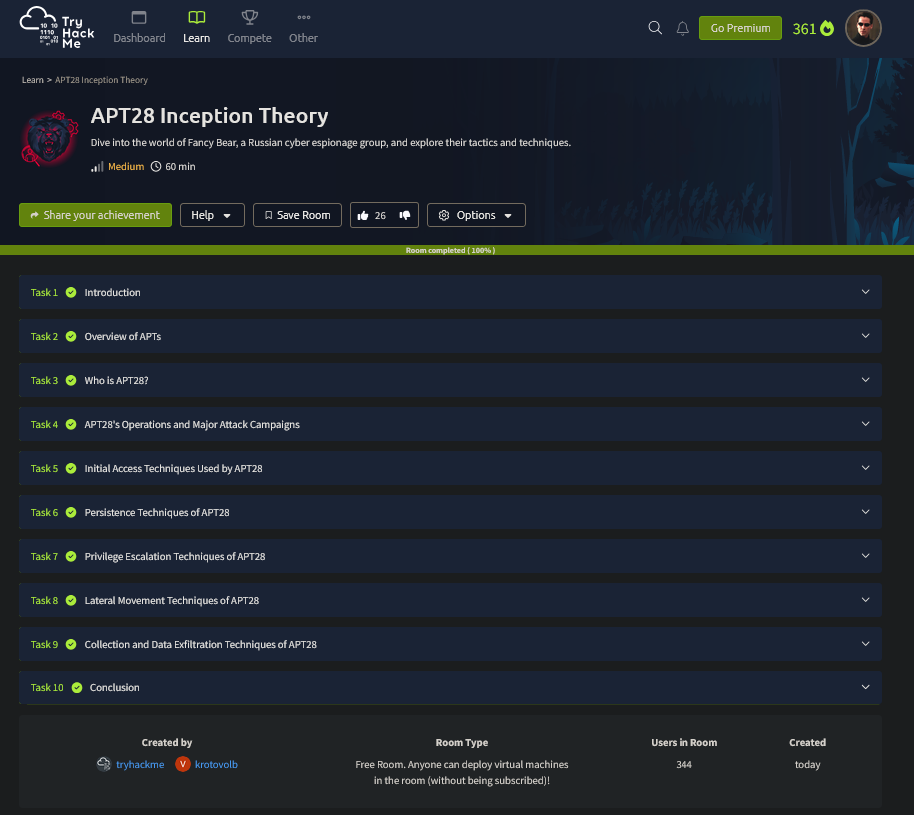 Try
Hack
Me
Dashboard
Learn
Compete
Other
Go Premium
361
Learn > APT28 Inception Theory
APT28 Inception Theory
Dive into the world of Fancy Bear, a Russian cyber espionage group, and explore their tactics and techniques.
Medium 60 min
Share your achievement
Help
Save Room
26
Options
Room completed ( 100% )
Task 1 Introduction
Task 2 Overview of APTs
Task 3 Who is APT28?
Task 4 APT28's Operations and Major Attack Campaigns
Task 5 Initial Access Techniques Used by APT28
Task 6 Persistence Techniques of APT28
Task 7 Privilege Escalation Techniques of APT28
Task 8 Lateral Movement Techniques of APT28
Task 9 Collection and Data Exfiltration Techniques of APT28
Task 10 Conclusion
Created by
tryhackme V krotovolb
Room Type
Free Room. Anyone can deploy virtual machines
in the room (without being subscribed)!
Users in Room
344
Created
today